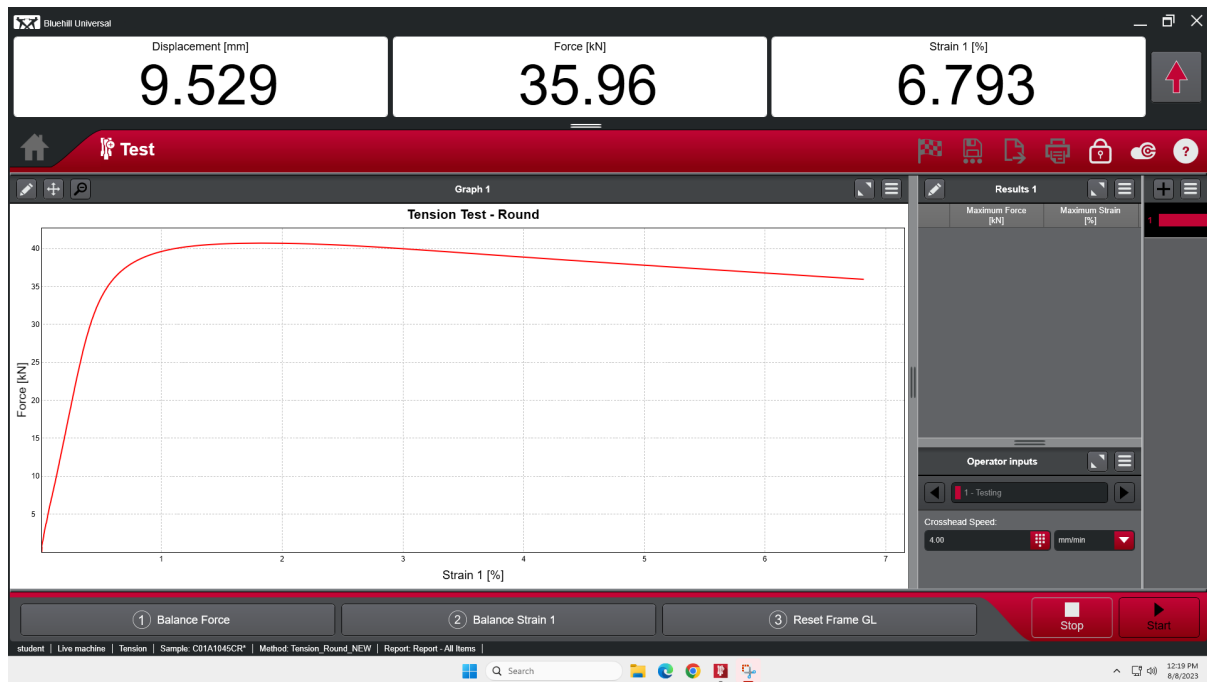 Bluehill Universal
Displacement [mm]
9.529
Force [kN]
35.96
Strain 1 [%]
6.793
Test
?
Graph 1
Tension Test - Round
Force [kN]
40
35
30
25
20
15
10
5
1 2 3 4 5 6 7
Strain 1 [%]
Results 1
Maximum Force
[kN]
Maximum Strain
[%]
1
Operator inputs
1 - Testing
Crosshead Speed:
4.00
mm/min
1 Balance Force
2 Balance Strain 1
3 Reset Frame GL
Stop
Start
student | Live machine | Tension | Sample: C01A1045CR* | Method: Tension_Round_NEW | Report: Report - All Items |
Search
12:19 PM
8/8/2023